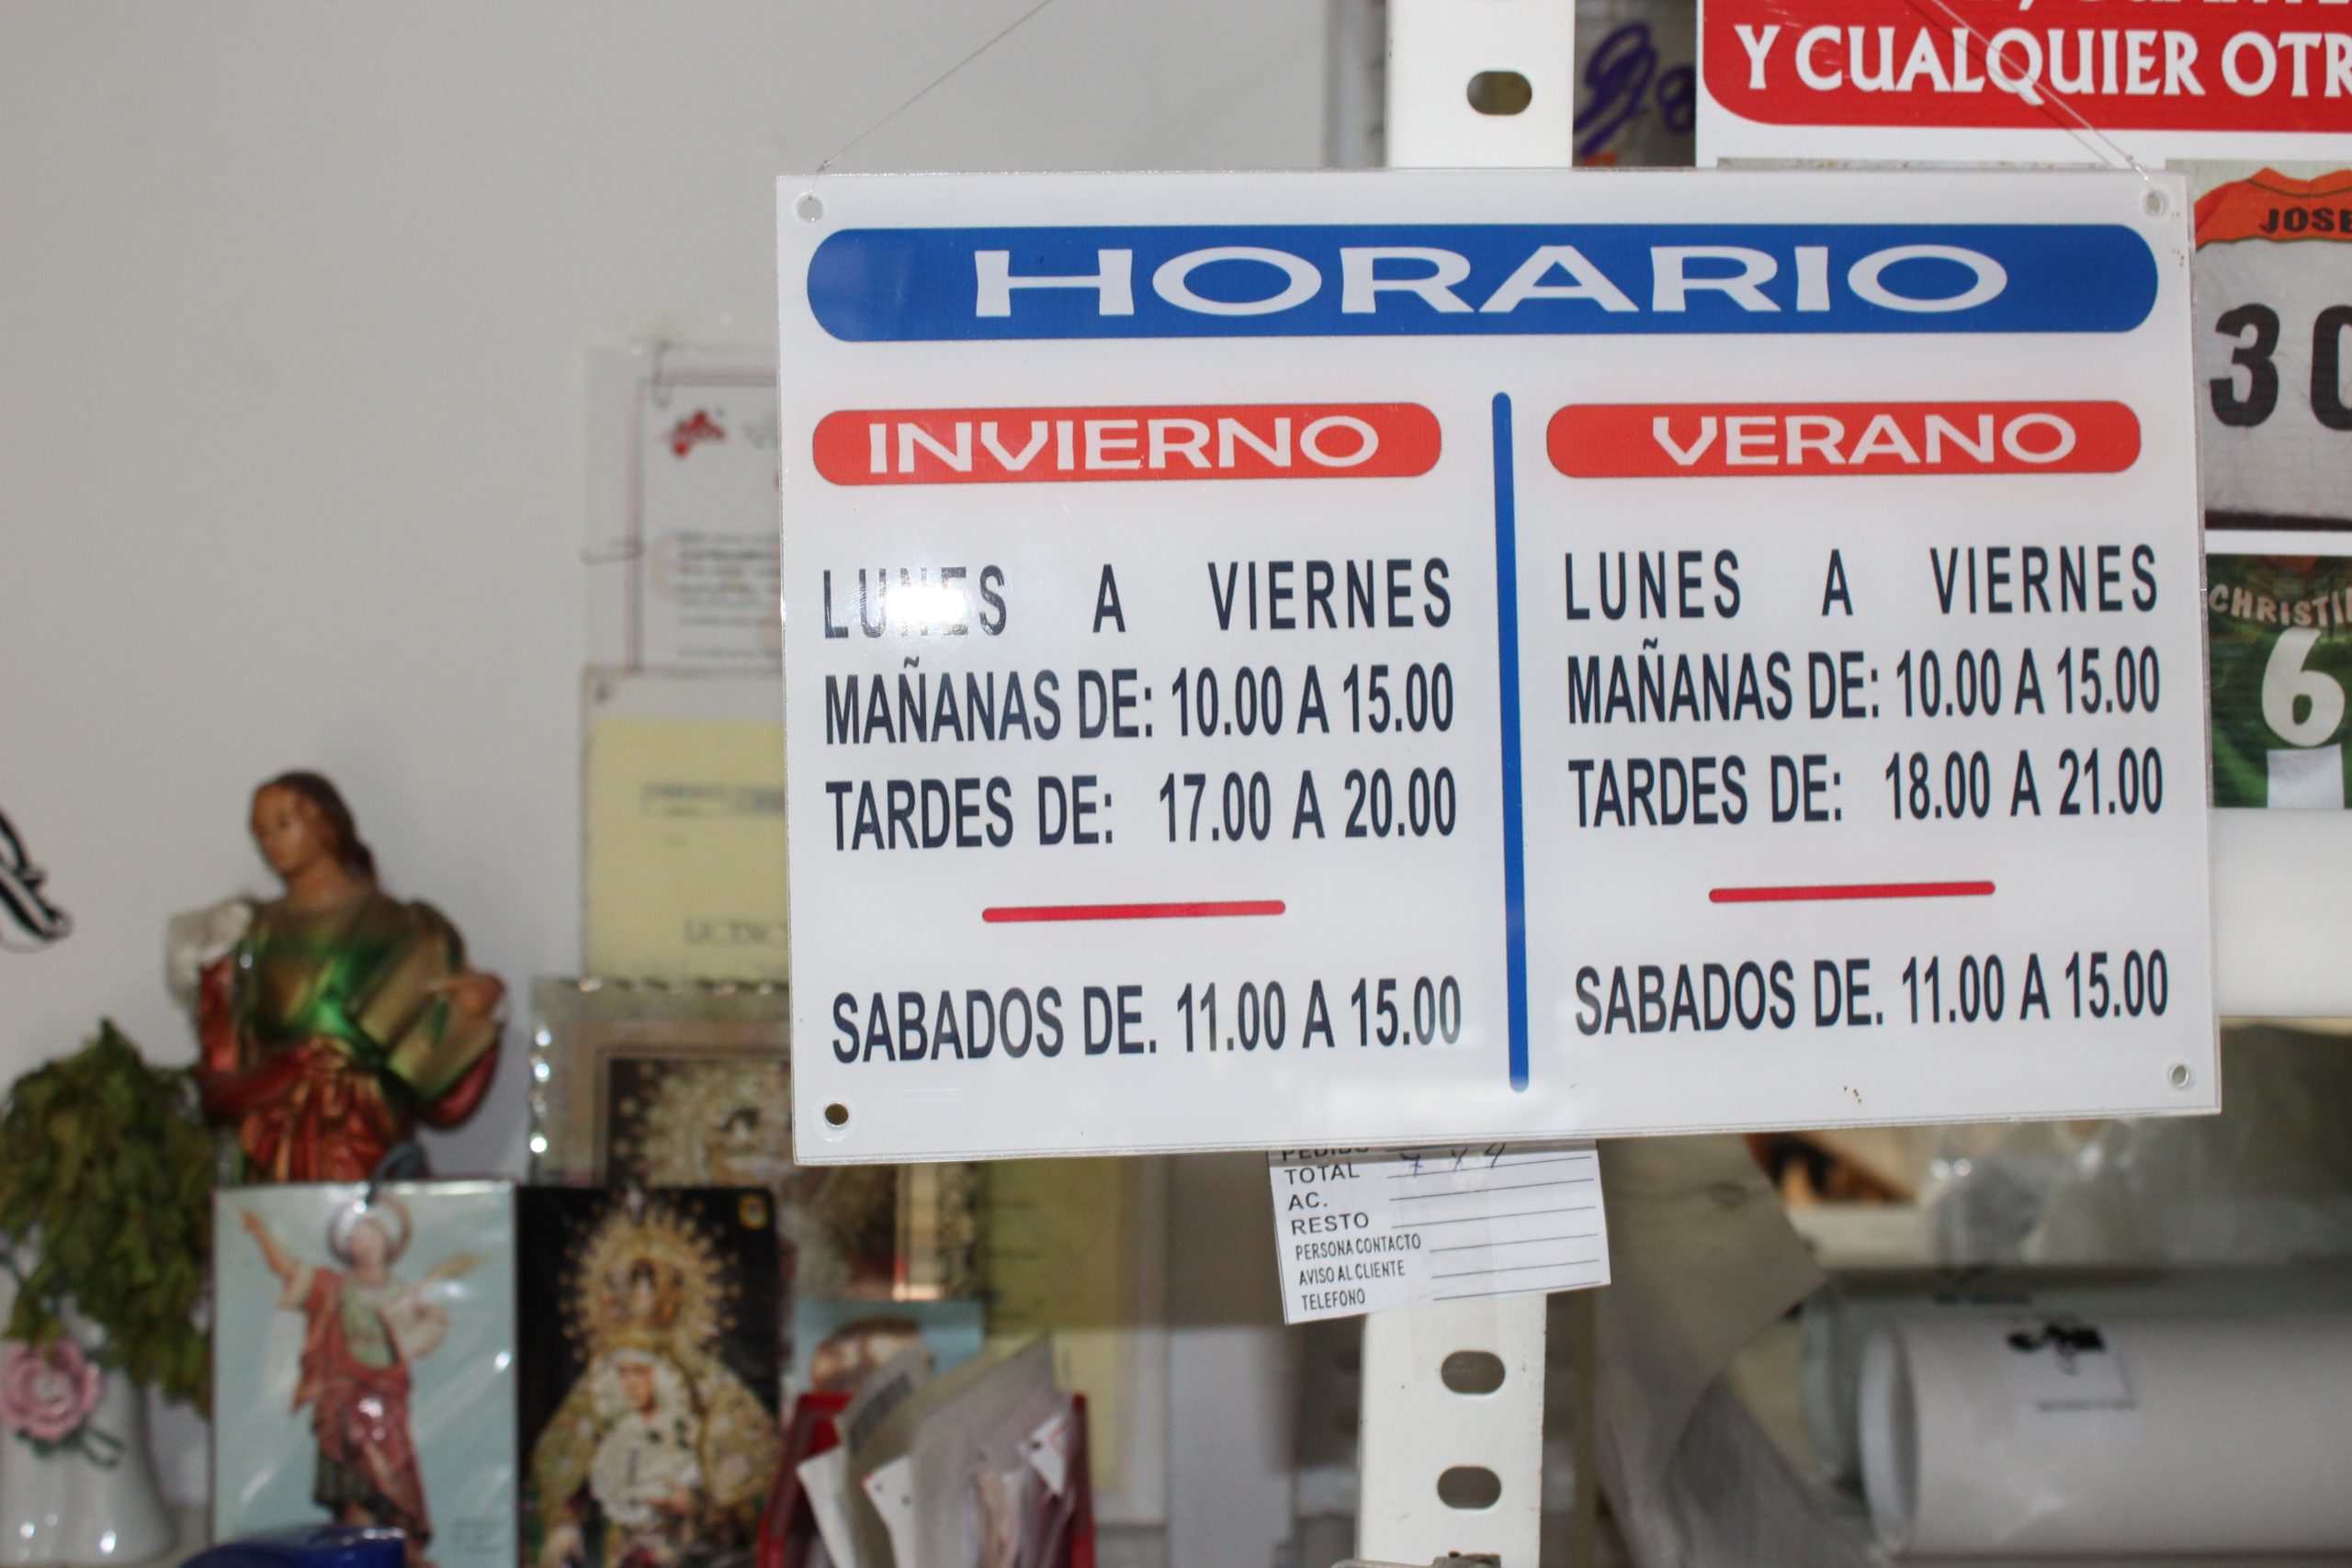 Y CUALQUIER OTR
HORARIO
INVIERNO
LUNES A VIERNES
MAÑANAS DE: 10.00 A 15.00
TARDES DE: 17.00 A 20.00
SABADOS DE. 11.00 A 15.00
VERANO
LUNES A VIERNES
MAÑANAS DE: 10.00 A 15.00
TARDES DE: 18.00 A 21.00
SABADOS DE. 11.00 A 15.00
JOSE
30
CHRISTI
6
PEDIDO
TOTAL
AC.
RESTO
PERSONA CONTACTO
AVISO AL CLIENTE
TELEFONO